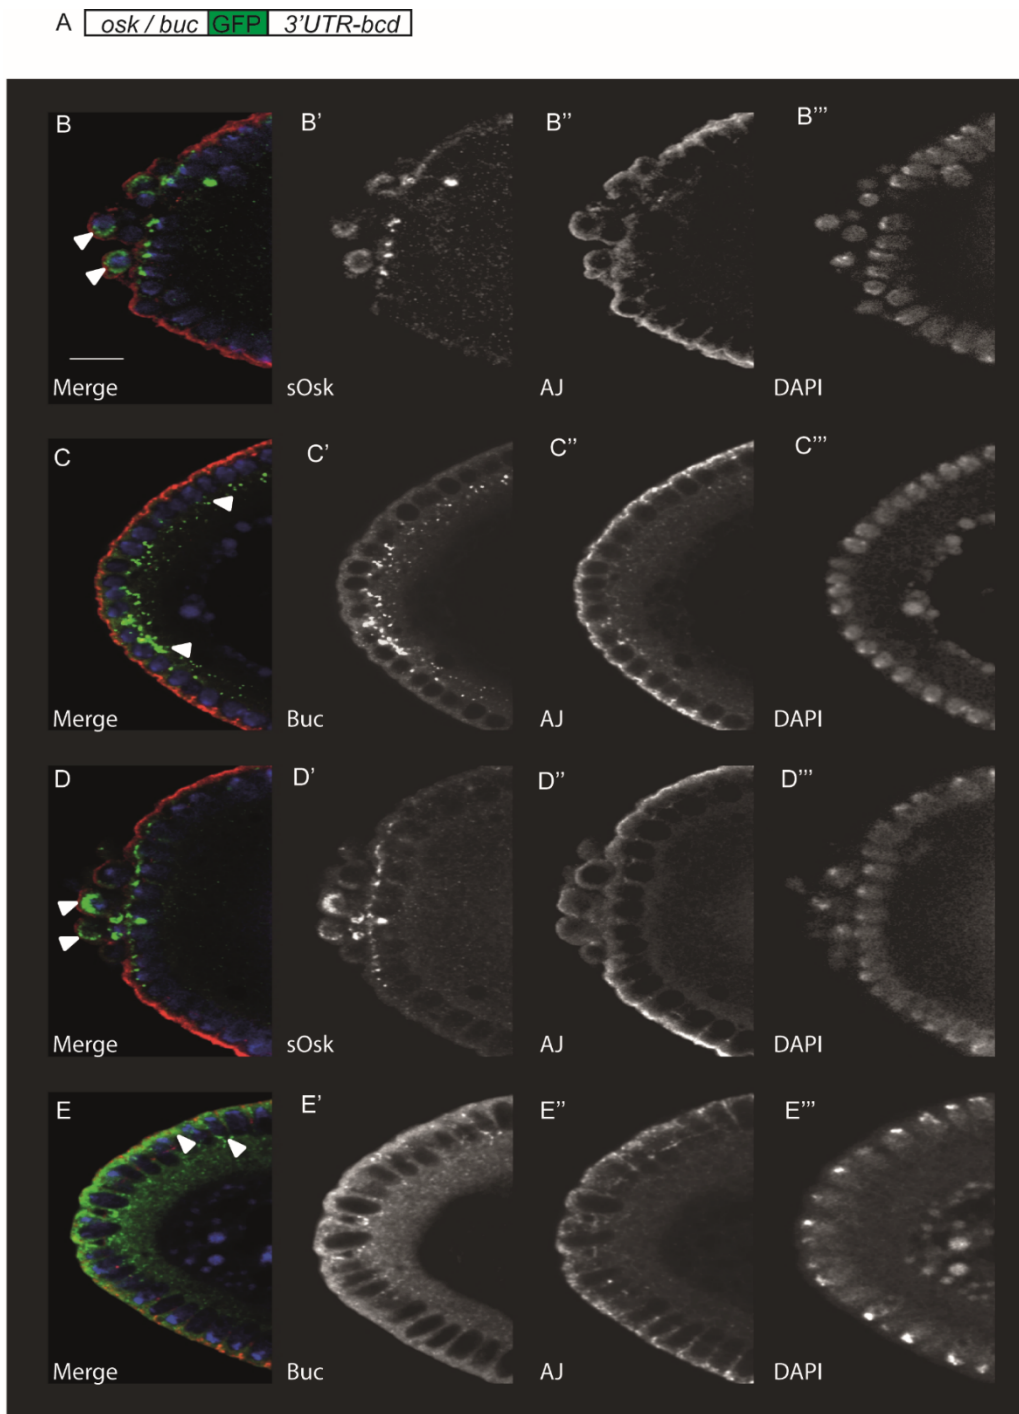 A osk / buc GFP 3'UTR-bcd
B B' B'' B'''
Merge sOsk AJ DAPI
C C' C'' C'''
Merge Buc AJ DAPI
D D' D'' D'''
Merge sOsk AJ DAPI
E E' E'' E'''
Merge Buc AJ DAPI